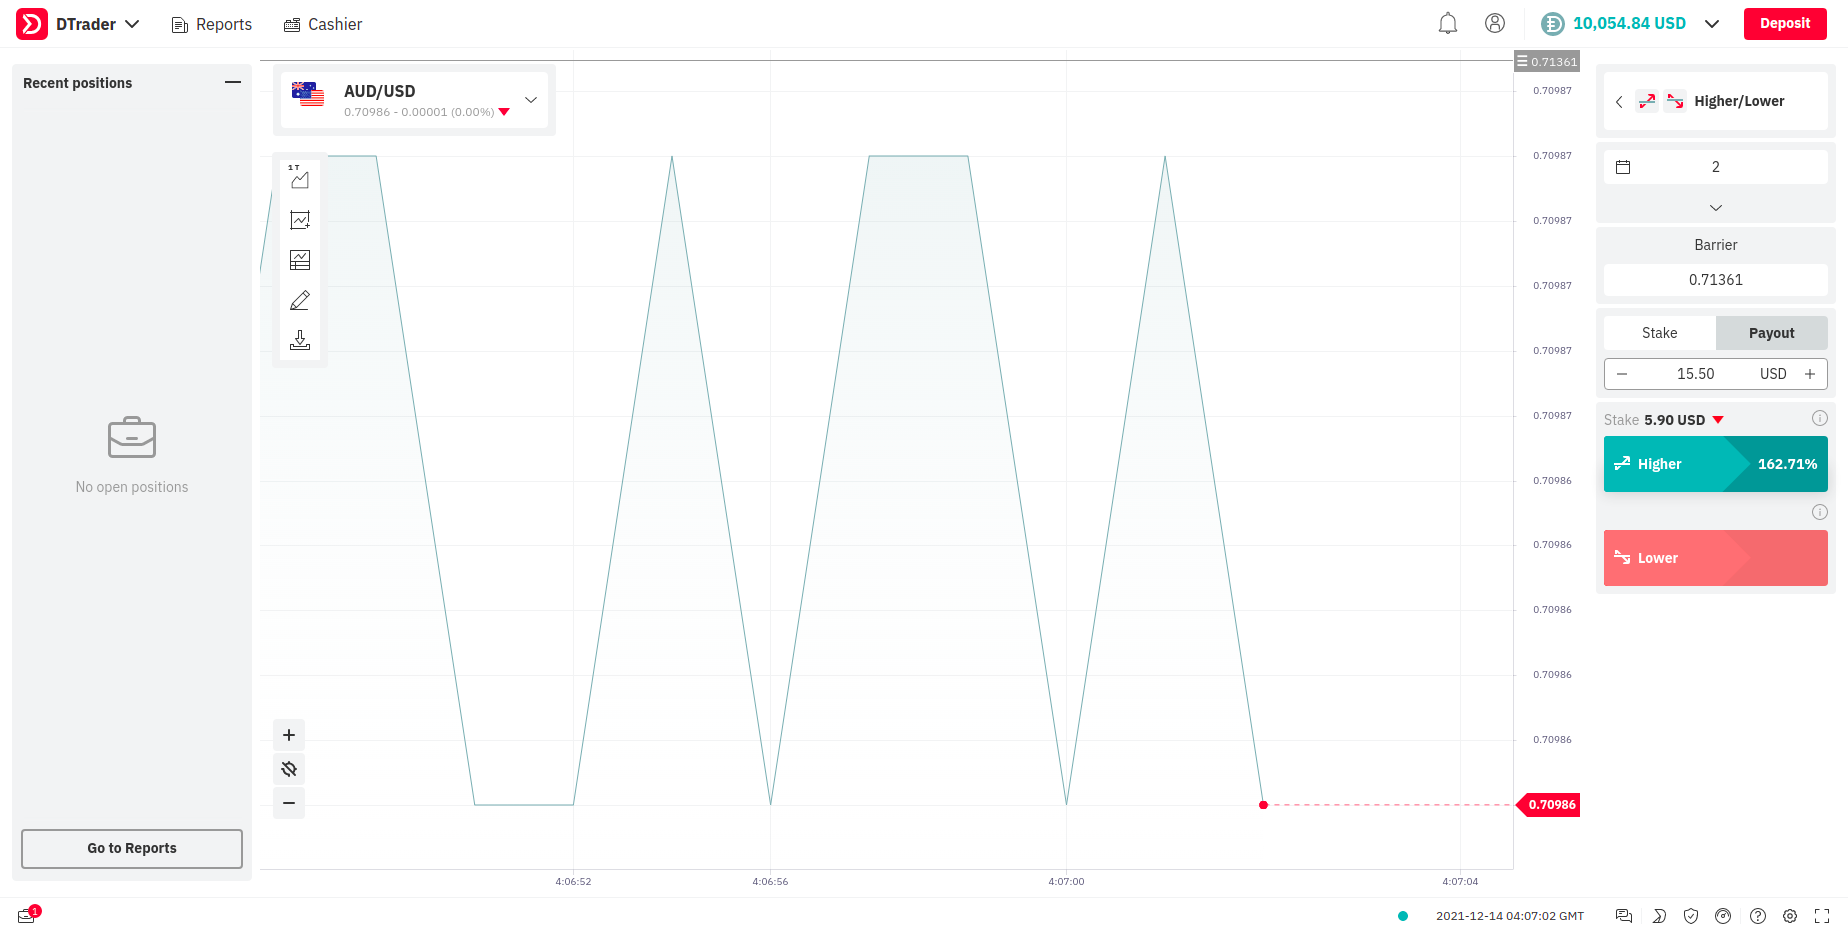 DTrader
Reports
Cashier
10,054.84 USD
Deposit
Recent positions
No open positions
Go to Reports
AUD/USD
0.70986 - 0.00001 (0.00%)
1 T
0.71361
0.70987
0.70987
0.70987
0.70987
0.70987
0.70987
0.70986
0.70986
0.70986
0.70986
0.70986
0.70986
4:06:52
4:06:56
4:07:00
4:07:04
Higher/Lower
2
Barrier
0.71361
Stake
Payout
15.50 USD
Stake 5.90 USD
Higher
162.71%
Lower
1
2021-12-14 04:07:02 GMT